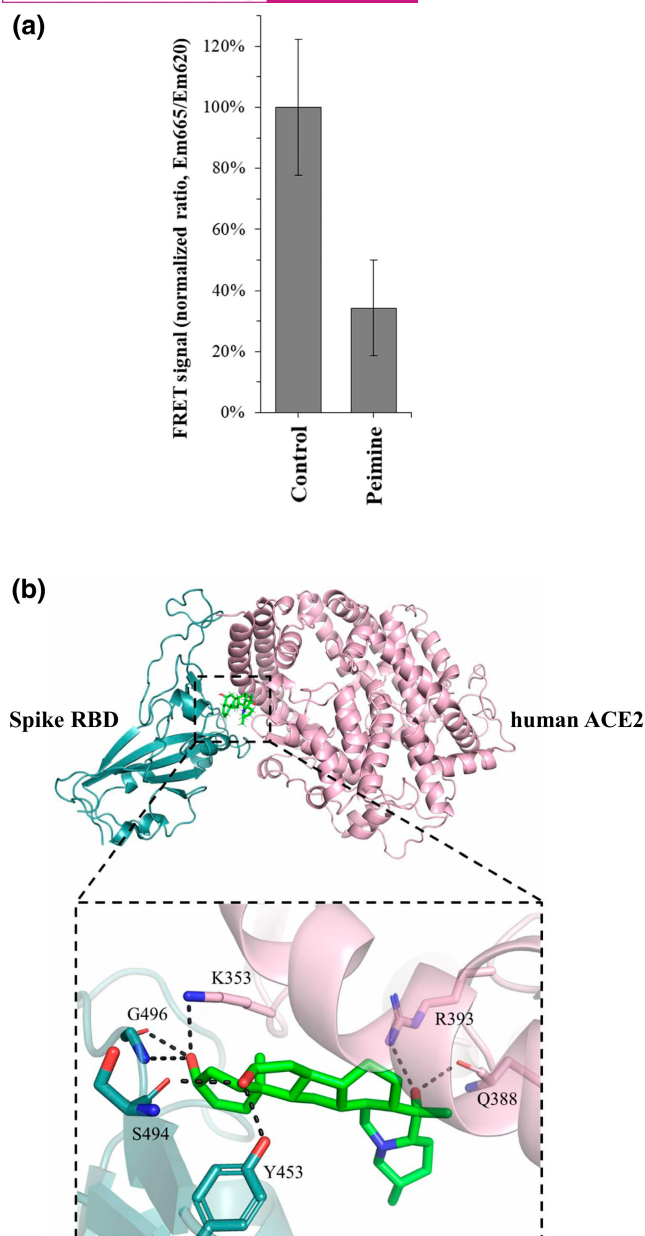 (a)
FRET signal (normalized ratio, Em665/Em620)
120%
100%
80%
60%
40%
20%
0%
Control
Peimine
(b)
Spike RBD
human ACE2
K353
G496
R393
Q388
S494
Y453